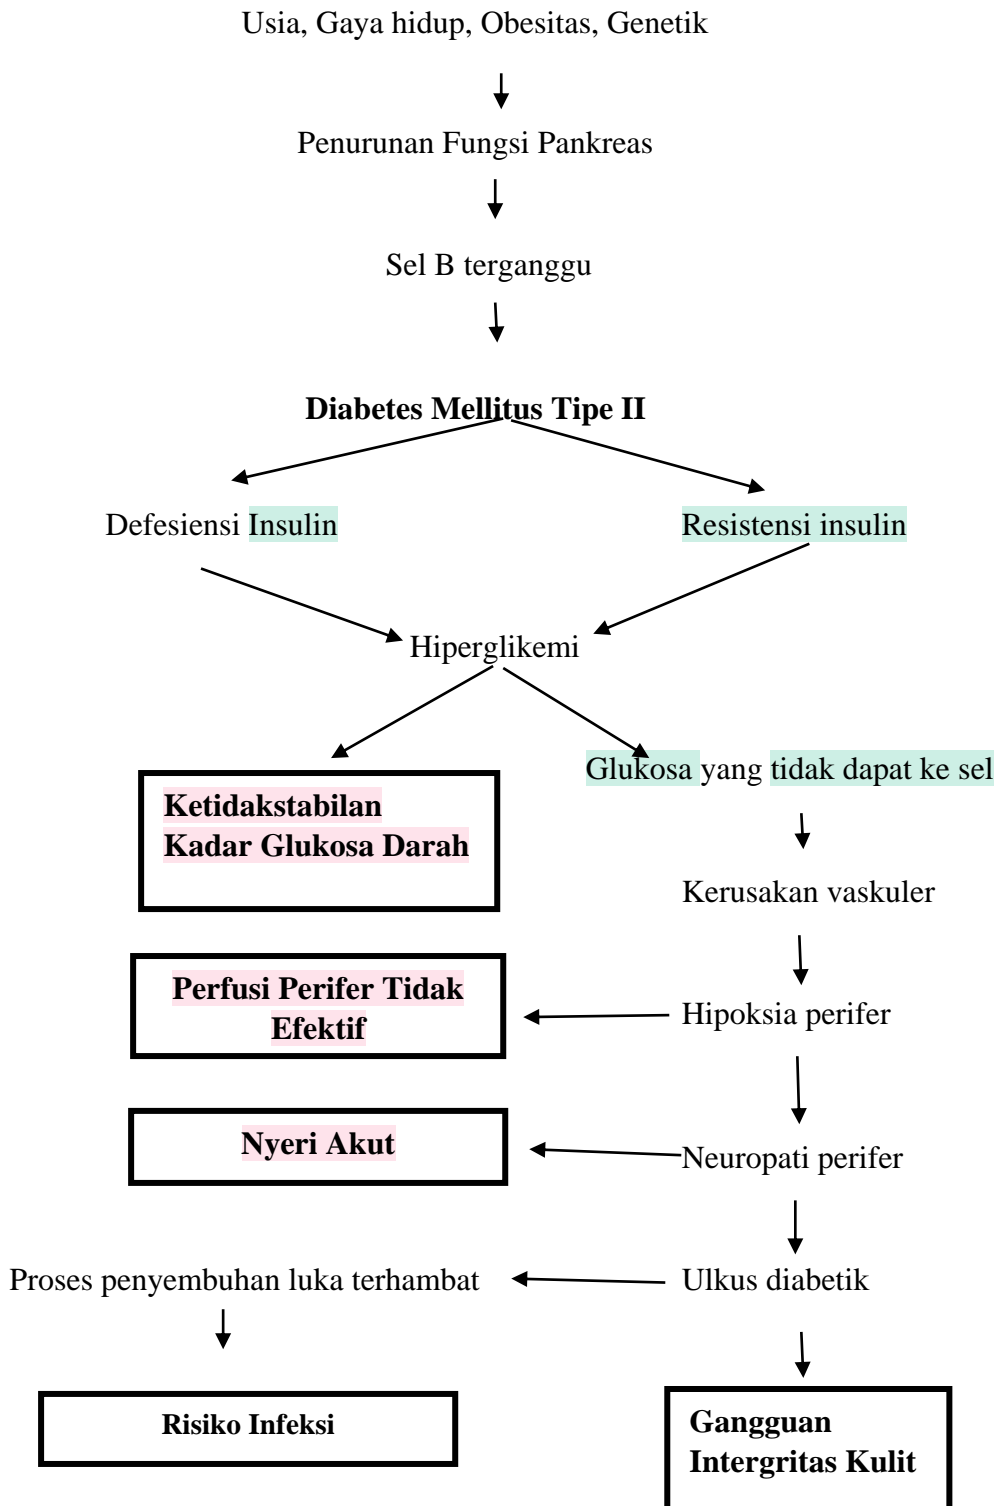 Usia, Gaya hidup, Obesitas, Genetik
Penurunan Fungsi Pankreas
Sel B terganggu
Diabetes Mellitus Tipe II
Defesiensi Insulin
Resistensi insulin
Hiperglikemi
Glukosa yang tidak dapat ke sel
Ketidakstabilan
Kadar Glukosa Darah
Kerusakan vaskuler
Perfusi Perifer Tidak
Efektif
Hipoksia perifer
Nyeri Akut
Neuropati perifer
Proses penyembuhan luka terhambat
Ulkus diabetik
Risiko Infeksi
Gangguan
Intergritas Kulit